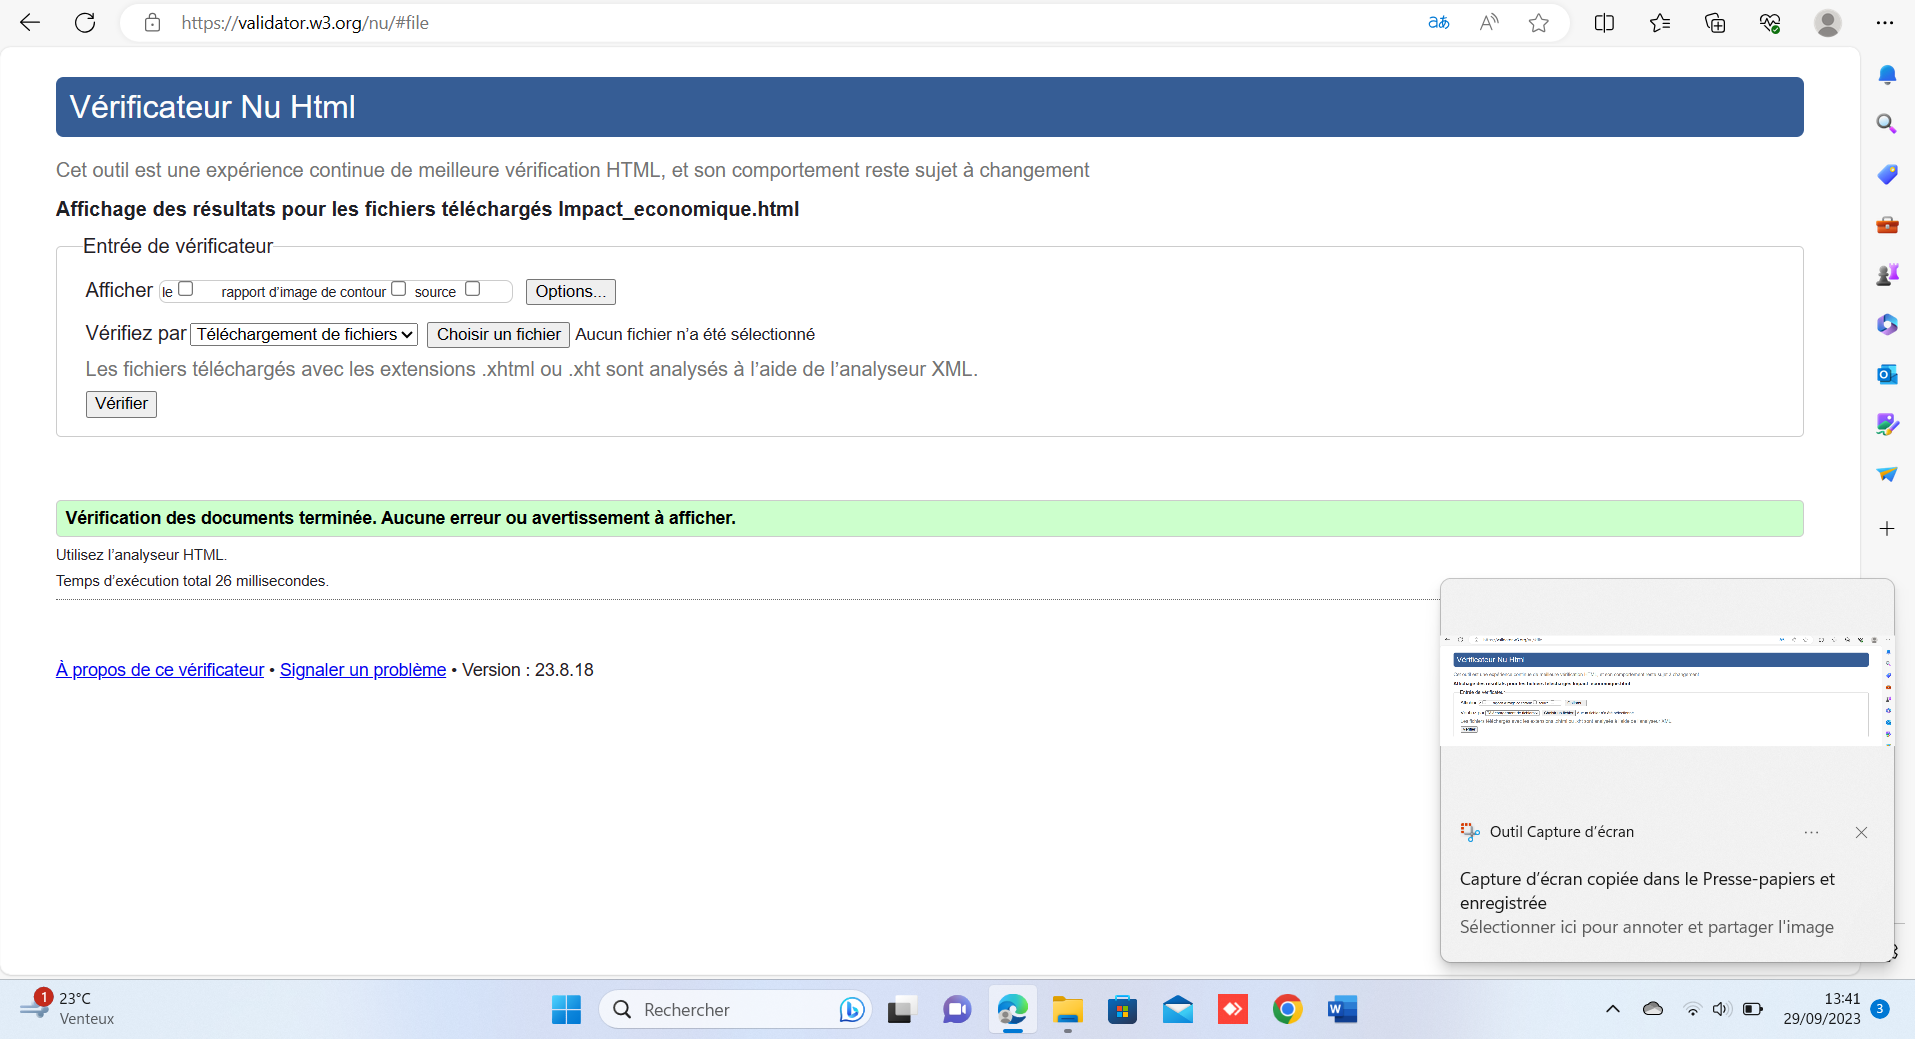 https://validator.w3.org/nu/#file
Vérificateur Nu Html
Cet outil est une expérience continue de meilleure vérification HTML, et son comportement reste sujet à changement
Affichage des résultats pour les fichiers téléchargés Impact_economique.html
Entrée de vérificateur
Afficher le rapport d’image de contour source Options...
Vérifiez par Téléchargement de fichiers Choisir un fichier Aucun fichier n’a été sélectionné
Les fichiers téléchargés avec les extensions .xhtml ou .xht sont analysés à l’aide de l’analyseur XML.
Vérifier
Vérification des documents terminée. Aucune erreur ou avertissement à afficher.
Utilisez l’analyseur HTML.
Temps d’exécution total 26 millisecondes.
À propos de ce vérificateur • Signaler un problème • Version : 23.8.18
Vérificateur Nu Html
Outil Capture d’écran
Capture d’écran copiée dans le Presse-papiers et
enregistrée
Sélectionner ici pour annoter et partager l'image
1
23°C
Venteux
Rechercher
13:41
29/09/2023
3